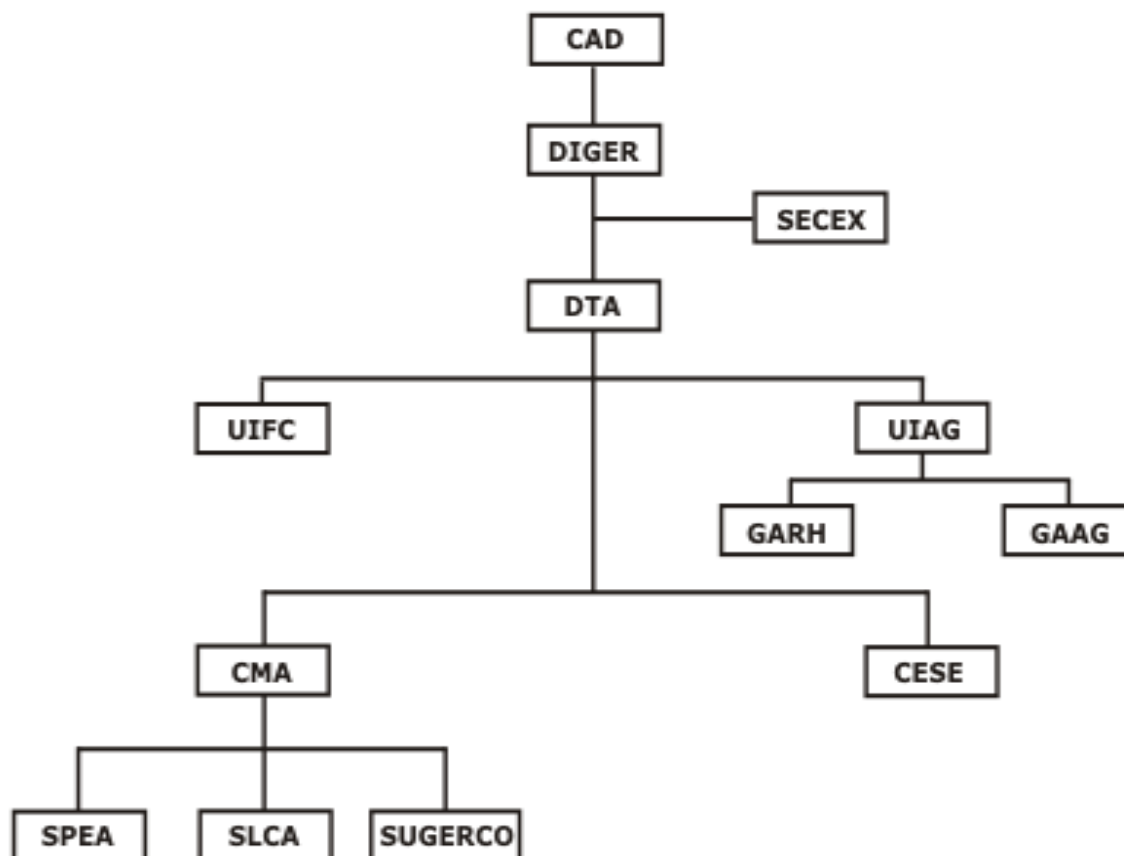 CAD
DIGER
SECEX
DTA
UIFC
UIAG
GARH
GAAG
CMA
CESE
SPEA
SLCA
SUGERCO